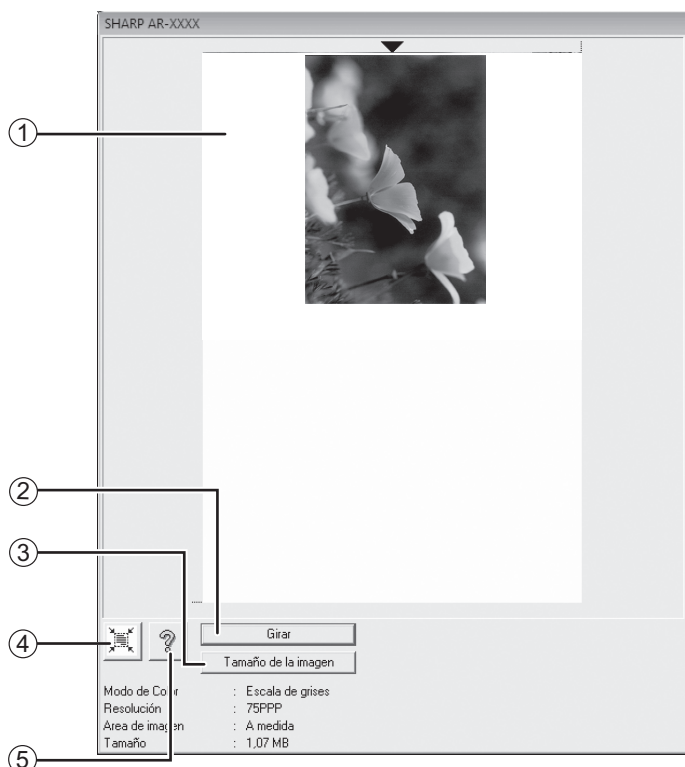 SHARP AR-XXXX
①
②
③
④
⑤
Girar
Tamaño de la imagen
Modo de Color : Escala de grises
Resolución : 75PPP
Area de imagen : A medida
Tamaño : 1,07 MB